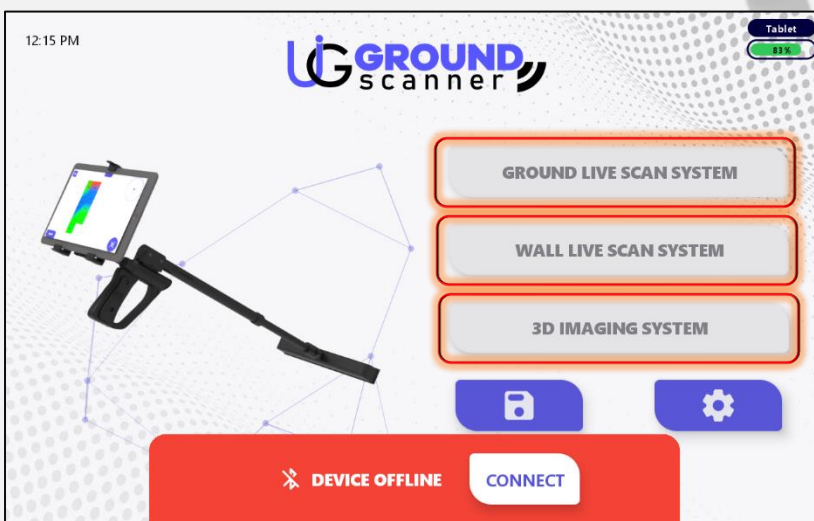 12:15 PM
Tablet
83%
UIG GROUND
scanner
GROUND LIVE SCAN SYSTEM
WALL LIVE SCAN SYSTEM
3D IMAGING SYSTEM
DEVICE OFFLINE
CONNECT